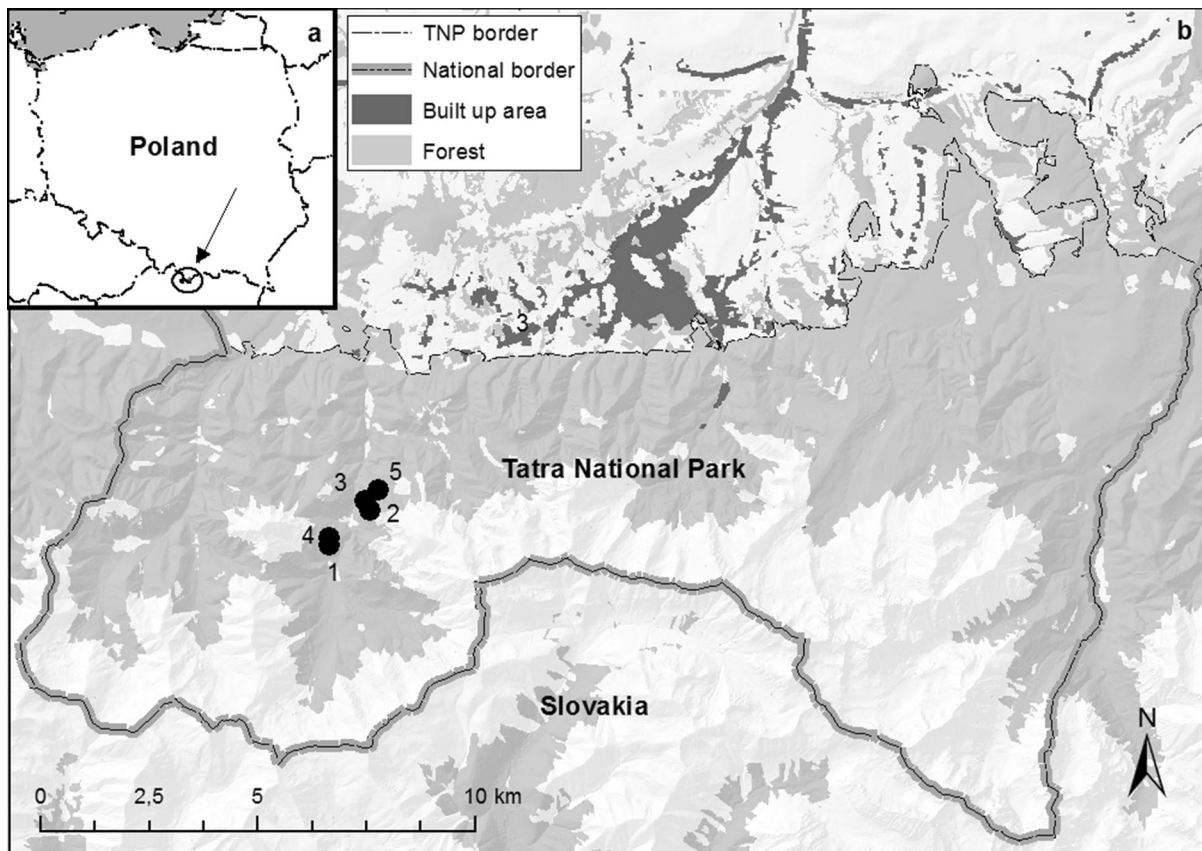 a
Poland
TNP border
National border
Built up area
Forest
b
3
Tatra National Park
5
3
2
4
1
Slovakia
N
0 2,5 5 10 km